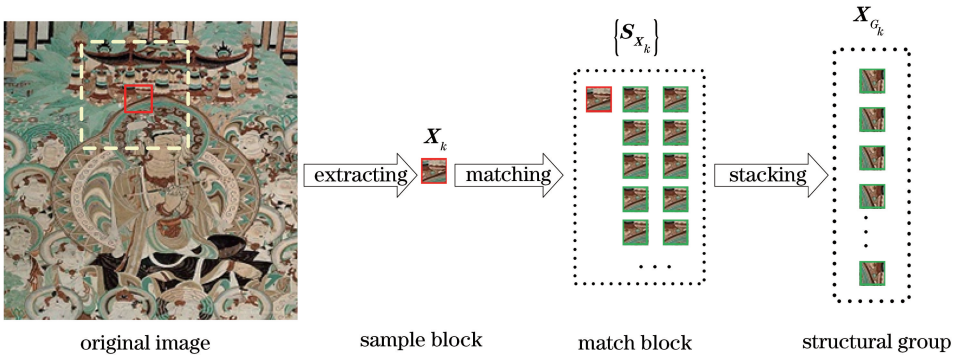 {S_{X_k}}
X_{G_k}
X_k
extracting
matching
stacking
. . .
original image
sample block
match block
structural group